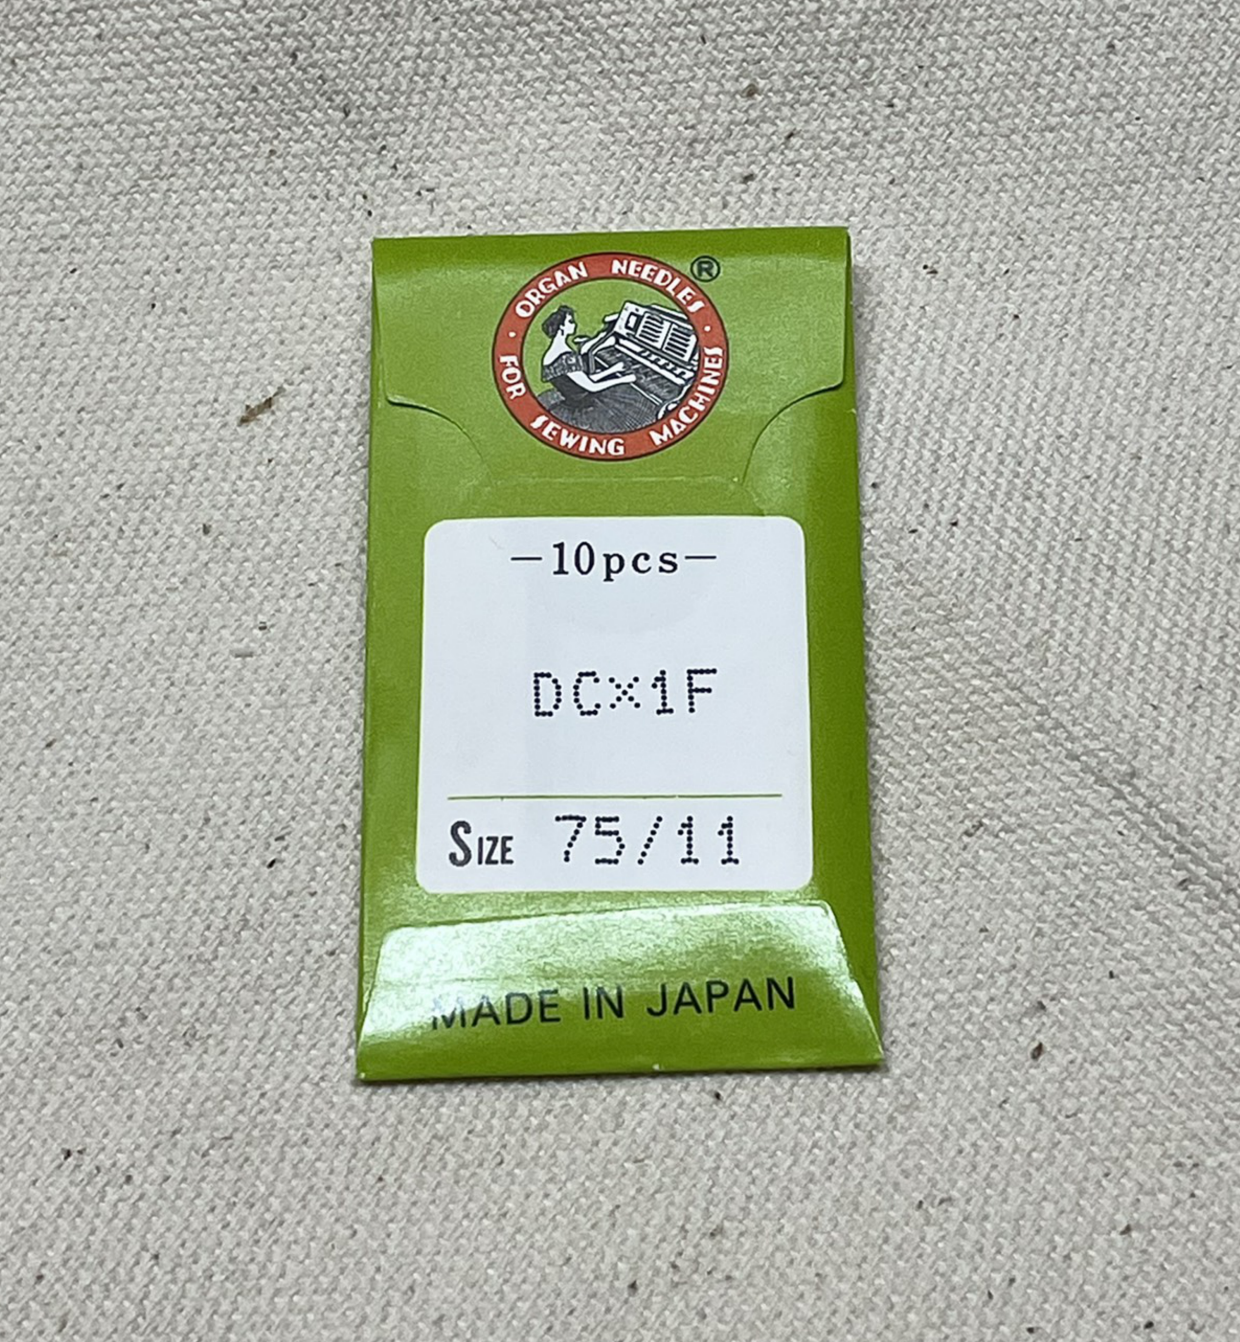 ORGAN NEEDLES ®
· FOR SEWING MACHINES ·
—10pcs—
DC×1F
SIZE 75/11
MADE IN JAPAN